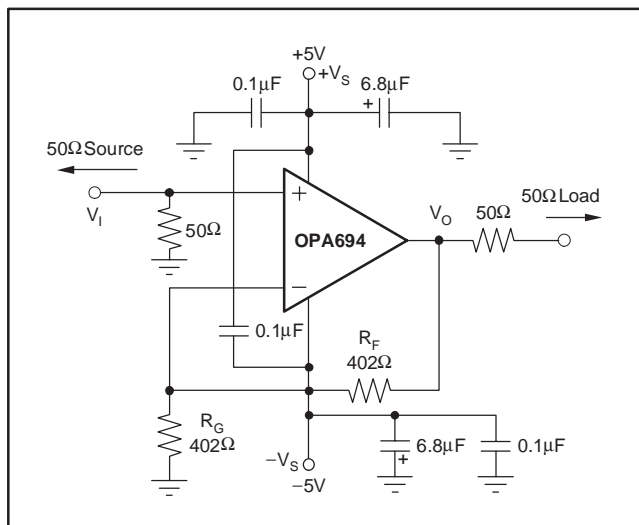 +5V
+V_S
0.1μF
6.8μF
+
50Ω Source
V_I
50Ω
+
OPA694
−
V_O
50Ω
50Ω Load
0.1μF
R_F
402Ω
R_G
402Ω
−V_S
−5V
6.8μF
+
0.1μF